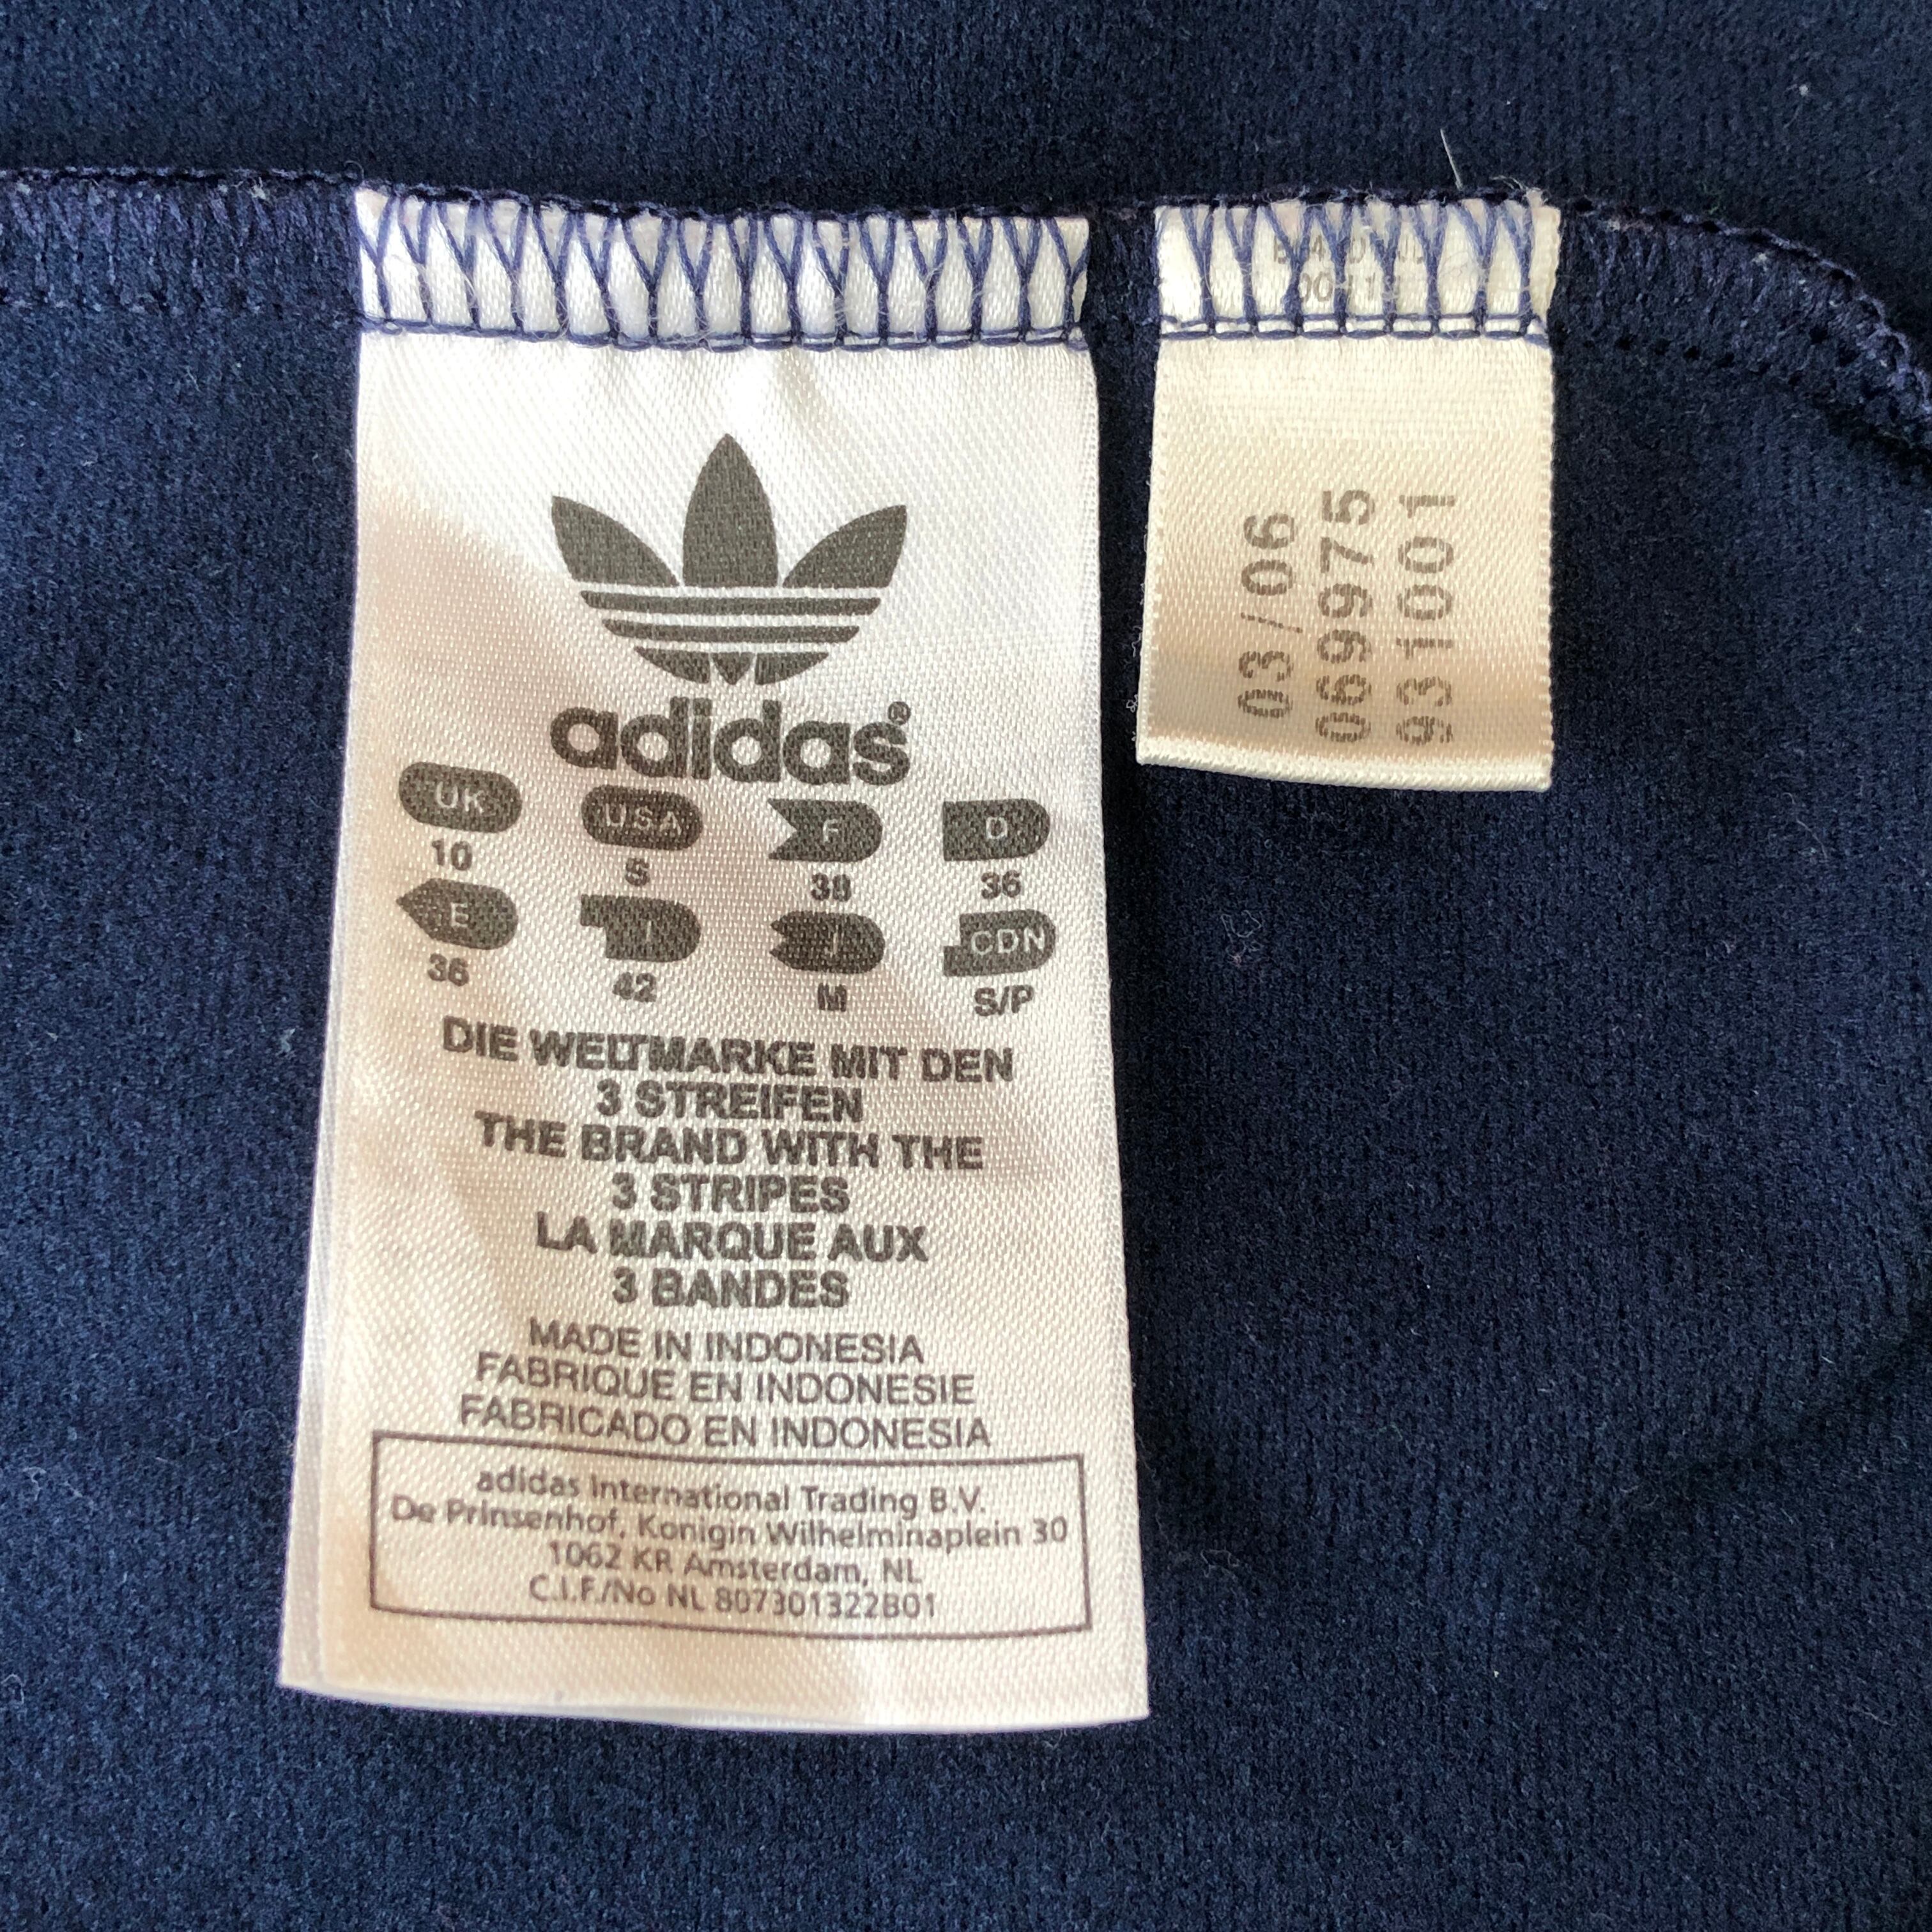 adidas®
UK USA F D
10 S 38 36
E I J CDN
36 42 M S/P
DIE WELTMARKE MIT DEN
3 STREIFEN
THE BRAND WITH THE
3 STRIPES
LA MARQUE AUX
3 BANDES
MADE IN INDONESIA
FABRIQUE EN INDONESIE
FABRICADO EN INDONESIA
adidas International Trading B.V.
De Prinsenhof, Konigin Wilhelminaplein 30
1062 KR Amsterdam, NL
C.I.F./No NL 807301322B01
03/06
069975
931001